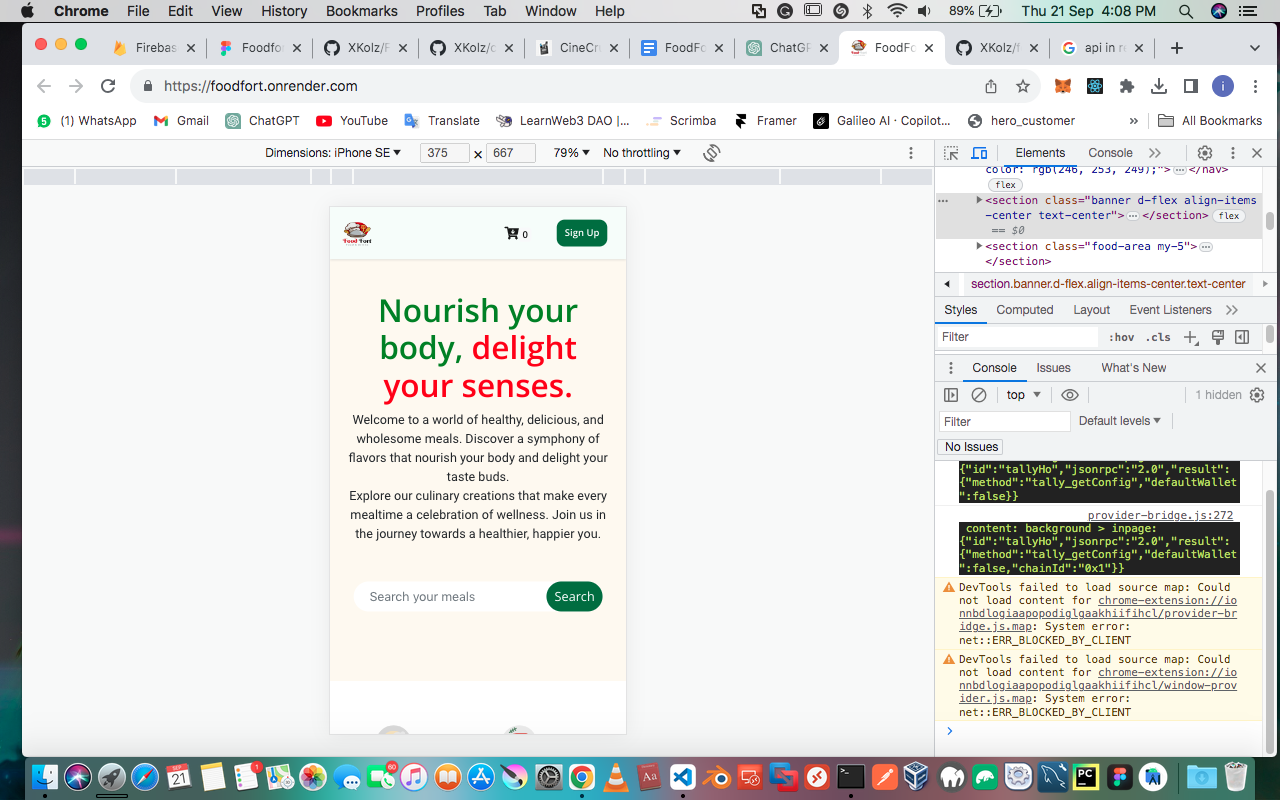 Chrome File Edit View History Bookmarks Profiles Tab Window Help 89% Thu 21 Sep 4:08 PM
Firebas Foodfor XKolz/F XKolz/c CineCre FoodFo ChatGP FoodFo XKolz/f api in re
https://foodfort.onrender.com i
(1) WhatsApp Gmail ChatGPT YouTube Translate LearnWeb3 DAO |... Scrimba Framer Galileo AI · Copilot... hero_customer » All Bookmarks
Dimensions: iPhone SE 375 × 667 79% No throttling
Elements Console
color: rgb(246, 253, 249);"> </nav>
flex
<section class="banner d-flex align-items
-center text-center"> </section> flex
== $0
<section class="food-area my-5">
</section>
section.banner.d-flex.align-items-center.text-center
Styles Computed Layout Event Listeners
Filter :hov .cls
Console Issues What's New
top 1 hidden
Filter Default levels
No Issues
{"id":"tallyHo","jsonrpc":"2.0","result":
{"method":"tally_getConfig","defaultWallet
":false}}
provider-bridge.js:272
content: background > inpage:
{"id":"tallyHo","jsonrpc":"2.0","result":
{"method":"tally_getConfig","defaultWallet
":false,"chainId":"0x1"}}
DevTools failed to load source map: Could
not load content for chrome-extension://io
nnbdlogiaapopodiglgaakhiifihcl/provider-br
idge.js.map: System error:
net::ERR_BLOCKED_BY_CLIENT
DevTools failed to load source map: Could
not load content for chrome-extension://io
nnbdlogiaapopodiglgaakhiifihcl/window-prov
ider.js.map: System error:
net::ERR_BLOCKED_BY_CLIENT
Food Fort
0
Sign Up
Nourish your
body, delight
your senses.
Welcome to a world of healthy, delicious, and
wholesome meals. Discover a symphony of
flavors that nourish your body and delight your
taste buds.
Explore our culinary creations that make every
mealtime a celebration of wellness. Join us in
the journey towards a healthier, happier you.
Search your meals Search
SEP
21
1
60
Aa
PC